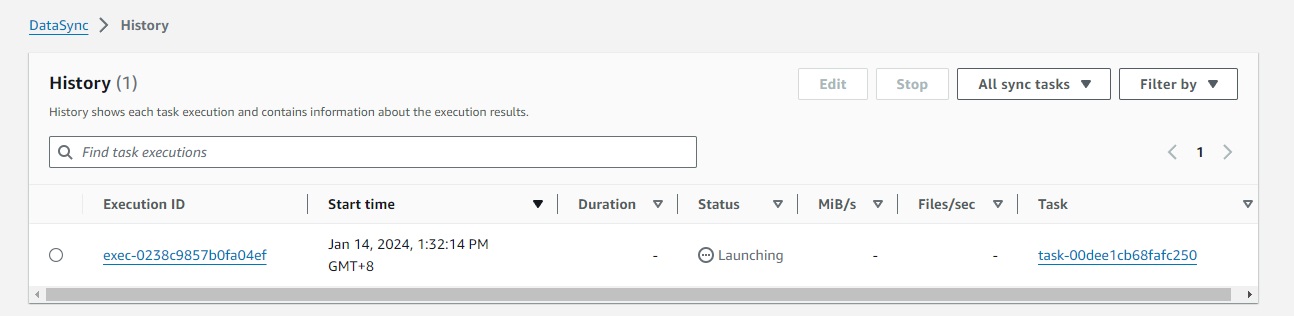 DataSync > History
History (1)
Edit Stop All sync tasks Filter by
History shows each task execution and contains information about the execution results.
Find task executions
1
Execution ID Start time Duration Status MiB/s Files/sec Task
exec-0238c9857b0fa04ef Jan 14, 2024, 1:32:14 PM - Launching - - task-00dee1cb68fafc250
GMT+8